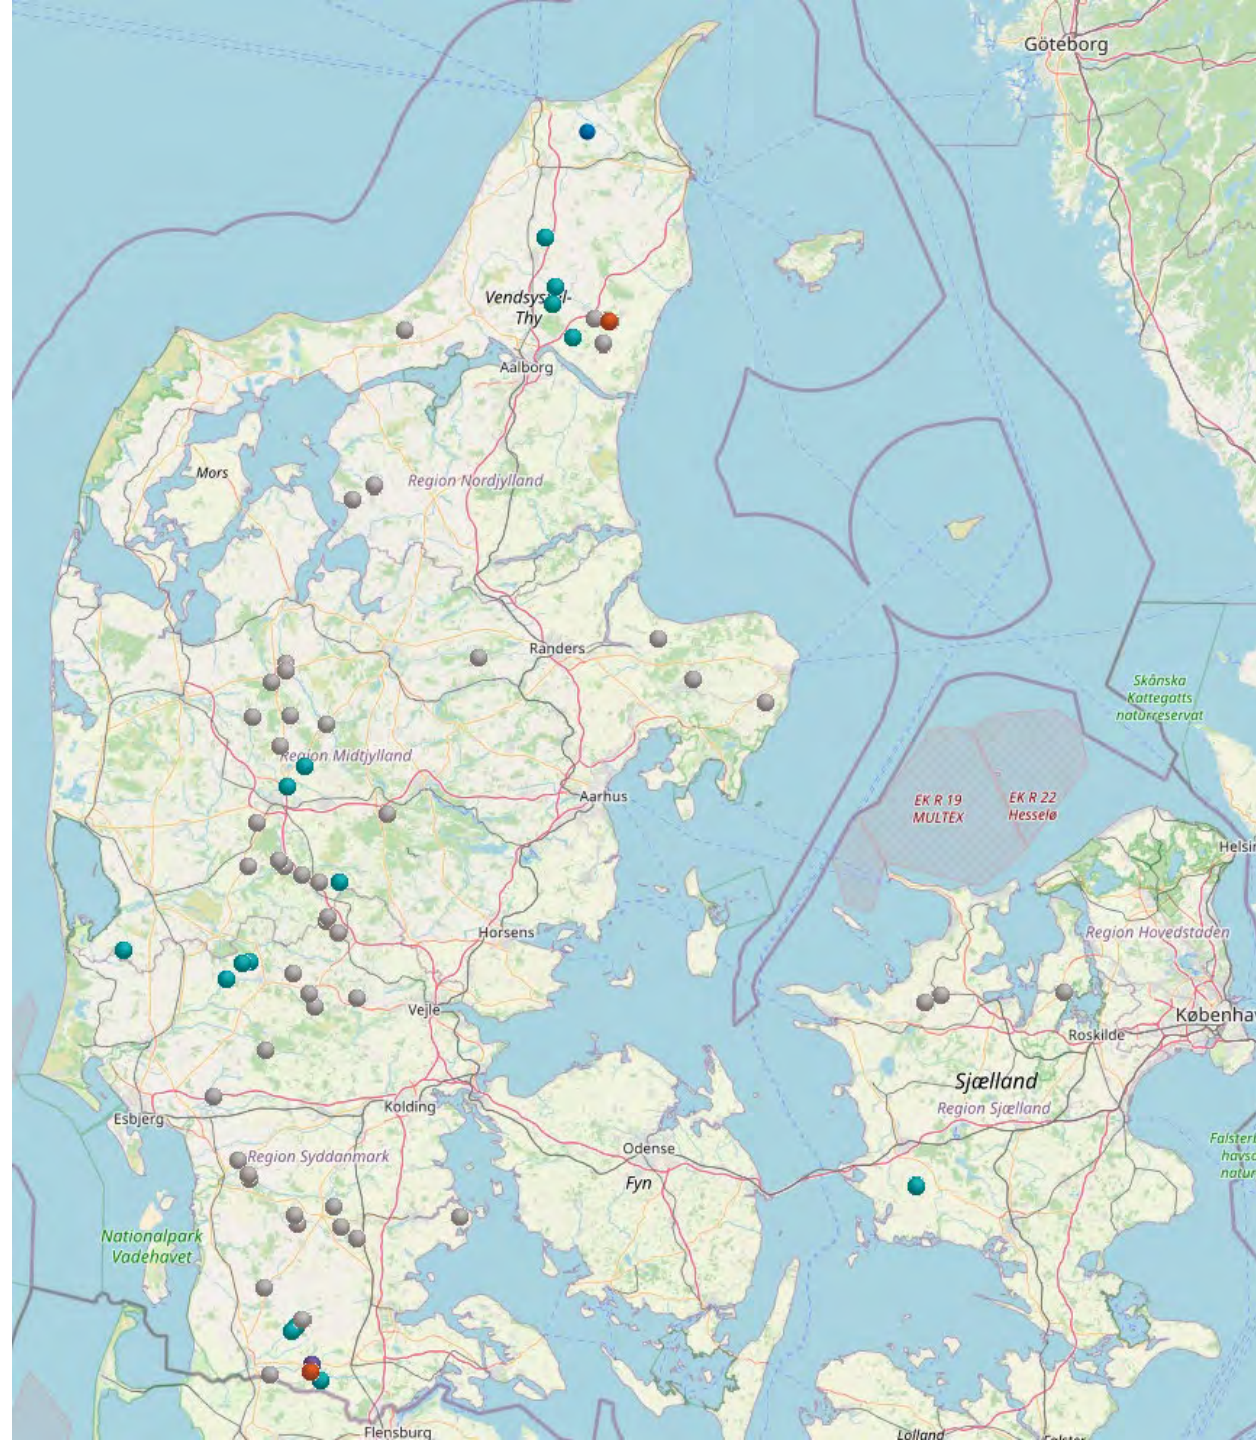 Göteborg
Vendsyssel-
Thy
Aalborg
Mors
Region Nordjylland
Randers
Skånska
Kattegatts
naturreservat
Region Midtjylland
Aarhus
EK R 19
MULTEX
EK R 22
Hesselø
Helsin
Horsens
Region Hovedstaden
Vejle
Københav
Roskilde
Sjælland
Region Sjælland
Kolding
Esbjerg
Odense
Fyn
Region Syddanmark
Falsterb
havso
natur
Nationalpark
Vadehavet
Flensburg
Lolland
Falster